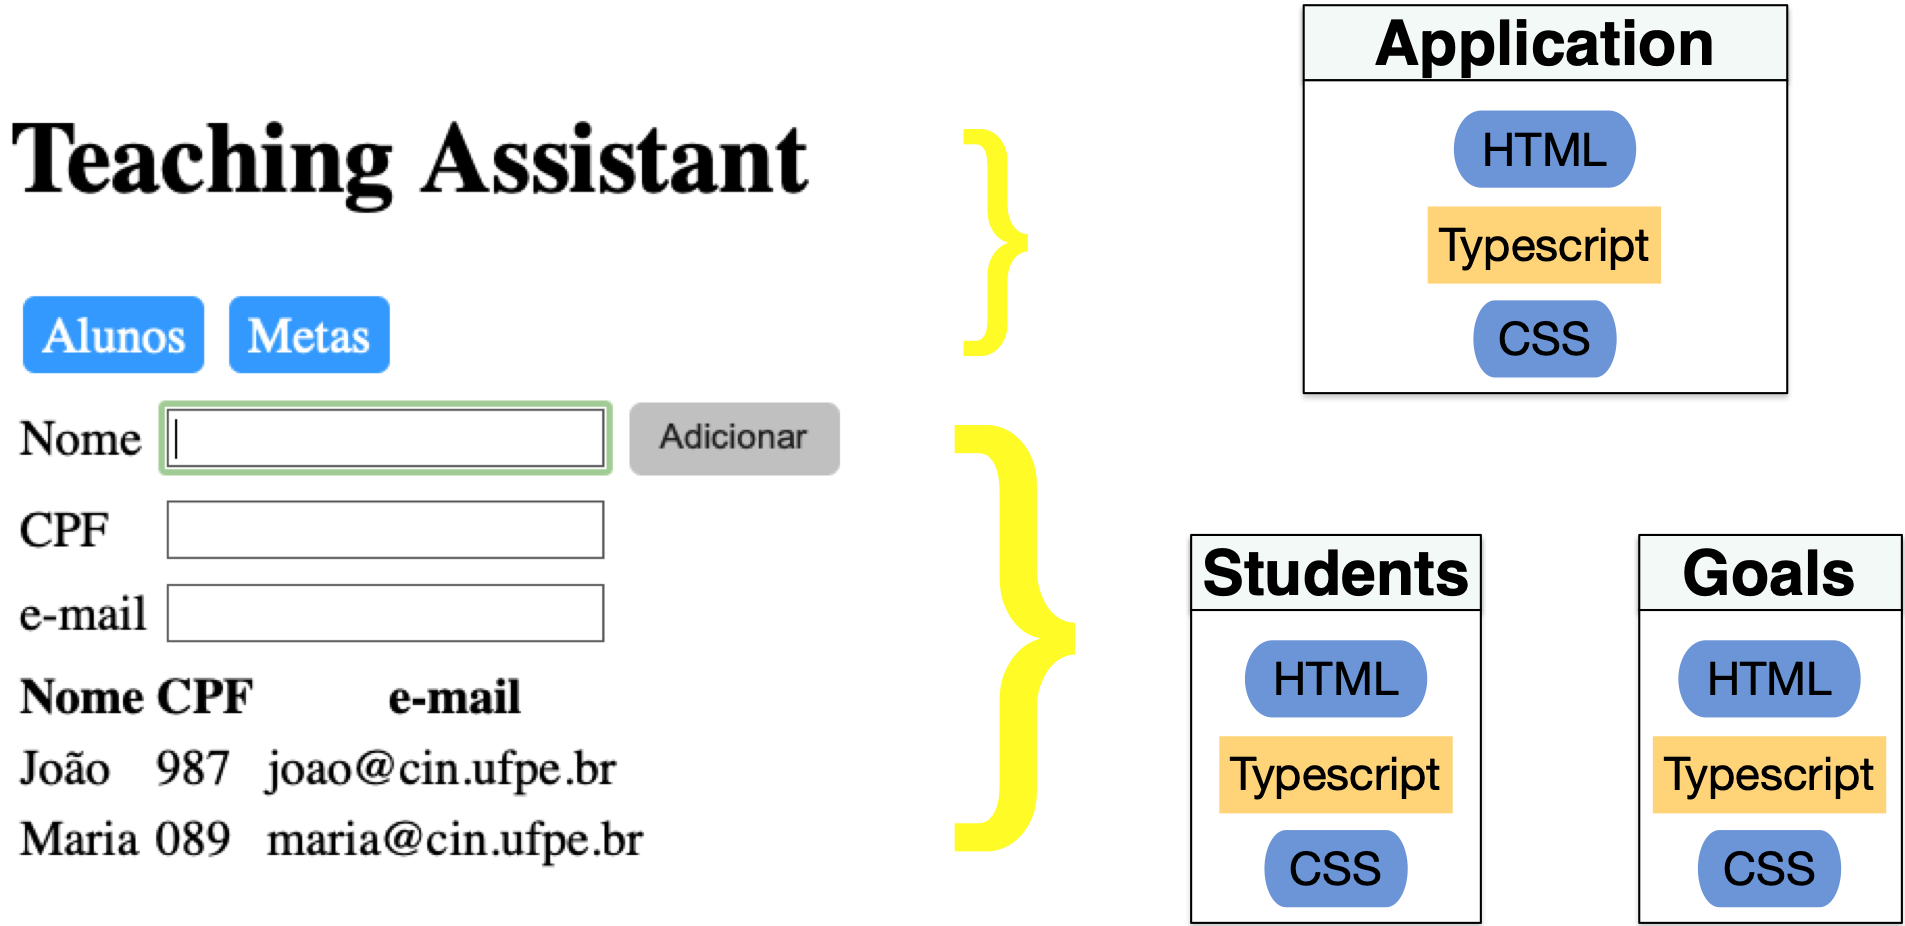 Teaching Assistant
Alunos Metas
Nome Adicionar
CPF
e-mail
Nome CPF e-mail
João 987 joao@cin.ufpe.br
Maria 089 maria@cin.ufpe.br
Application
HTML
Typescript
CSS
Students
HTML
Typescript
CSS
Goals
HTML
Typescript
CSS